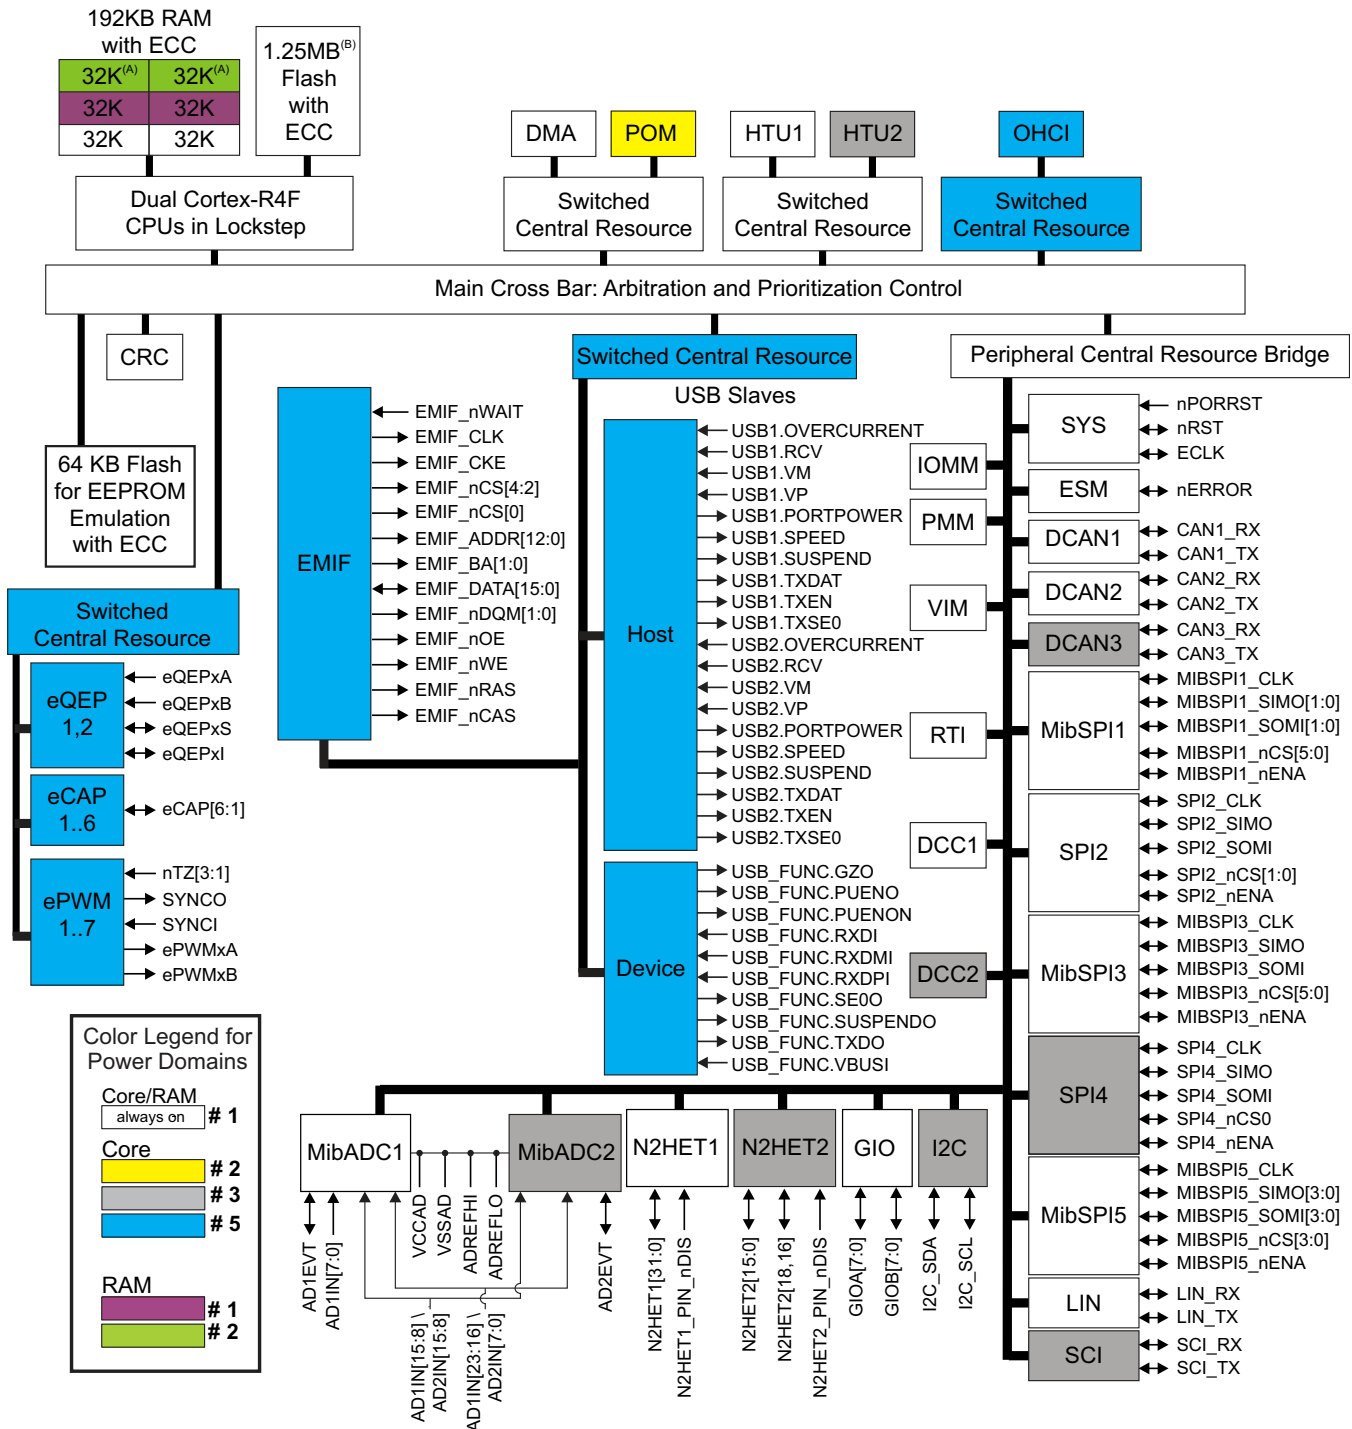 192KB RAM
with ECC
32K(A) 32K(A)
32K 32K
32K 32K
1.25MB(B)
Flash
with
ECC
DMA
POM
HTU1
HTU2
OHCI
Dual Cortex-R4F
CPUs in Lockstep
Switched
Central Resource
Switched
Central Resource
Switched
Central Resource
Main Cross Bar: Arbitration and Prioritization Control
CRC
Switched Central Resource
Peripheral Central Resource Bridge
64 KB Flash
for EEPROM
Emulation
with ECC
Switched
Central Resource
eQEP
1,2
eQEPxA
eQEPxB
eQEPxS
eQEPxI
eCAP
1..6
eCAP[6:1]
ePWM
1..7
nTZ[3:1]
SYNCO
SYNCI
ePWMxA
ePWMxB
EMIF
EMIF_nWAIT
EMIF_CLK
EMIF_CKE
EMIF_nCS[4:2]
EMIF_nCS[0]
EMIF_ADDR[12:0]
EMIF_BA[1:0]
EMIF_DATA[15:0]
EMIF_nDQM[1:0]
EMIF_nOE
EMIF_nWE
EMIF_nRAS
EMIF_nCAS
USB Slaves
Host
USB1.OVERCURRENT
USB1.RCV
USB1.VM
USB1.VP
USB1.PORTPOWER
USB1.SPEED
USB1.SUSPEND
USB1.TXDAT
USB1.TXEN
USB1.TXSE0
USB2.OVERCURRENT
USB2.RCV
USB2.VM
USB2.VP
USB2.PORTPOWER
USB2.SPEED
USB2.SUSPEND
USB2.TXDAT
USB2.TXEN
USB2.TXSE0
Device
USB_FUNC.GZO
USB_FUNC.PUENO
USB_FUNC.PUENON
USB_FUNC.RXDI
USB_FUNC.RXDMI
USB_FUNC.RXDPI
USB_FUNC.SE0O
USB_FUNC.SUSPENDO
USB_FUNC.TXDO
USB_FUNC.VBUSI
IOMM
PMM
VIM
RTI
DCC1
DCC2
SYS
nPORRST
nRST
ECLK
ESM
nERROR
DCAN1
CAN1_RX
CAN1_TX
DCAN2
CAN2_RX
CAN2_TX
DCAN3
CAN3_RX
CAN3_TX
MibSPI1
MIBSPI1_CLK
MIBSPI1_SIMO[1:0]
MIBSPI1_SOMI[1:0]
MIBSPI1_nCS[5:0]
MIBSPI1_nENA
SPI2
SPI2_CLK
SPI2_SIMO
SPI2_SOMI
SPI2_nCS[1:0]
SPI2_nENA
MibSPI3
MIBSPI3_CLK
MIBSPI3_SIMO
MIBSPI3_SOMI
MIBSPI3_nCS[5:0]
MIBSPI3_nENA
SPI4
SPI4_CLK
SPI4_SIMO
SPI4_SOMI
SPI4_nCS0
SPI4_nENA
MibSPI5
MIBSPI5_CLK
MIBSPI5_SIMO[3:0]
MIBSPI5_SOMI[3:0]
MIBSPI5_nCS[3:0]
MIBSPI5_nENA
LIN
LIN_RX
LIN_TX
SCI
SCI_RX
SCI_TX
MibADC1
MibADC2
N2HET1
N2HET2
GIO
I2C
AD1EVT
AD1IN[7:0]
VCCAD
VSSAD
ADREFHI
ADREFLO
AD2EVT
AD1IN[15:8] \
AD2IN[15:8]
AD1IN[23:16] \
AD2IN[7:0]
N2HET1[31:0]
N2HET1_PIN_nDIS
N2HET2[15:0]
N2HET2[18,16]
N2HET2_PIN_nDIS
GIOA[7:0]
GIOB[7:0]
I2C_SDA
I2C_SCL
Color Legend for
Power Domains
Core/RAM
always on # 1
Core
# 2
# 3
# 5
RAM
# 1
# 2